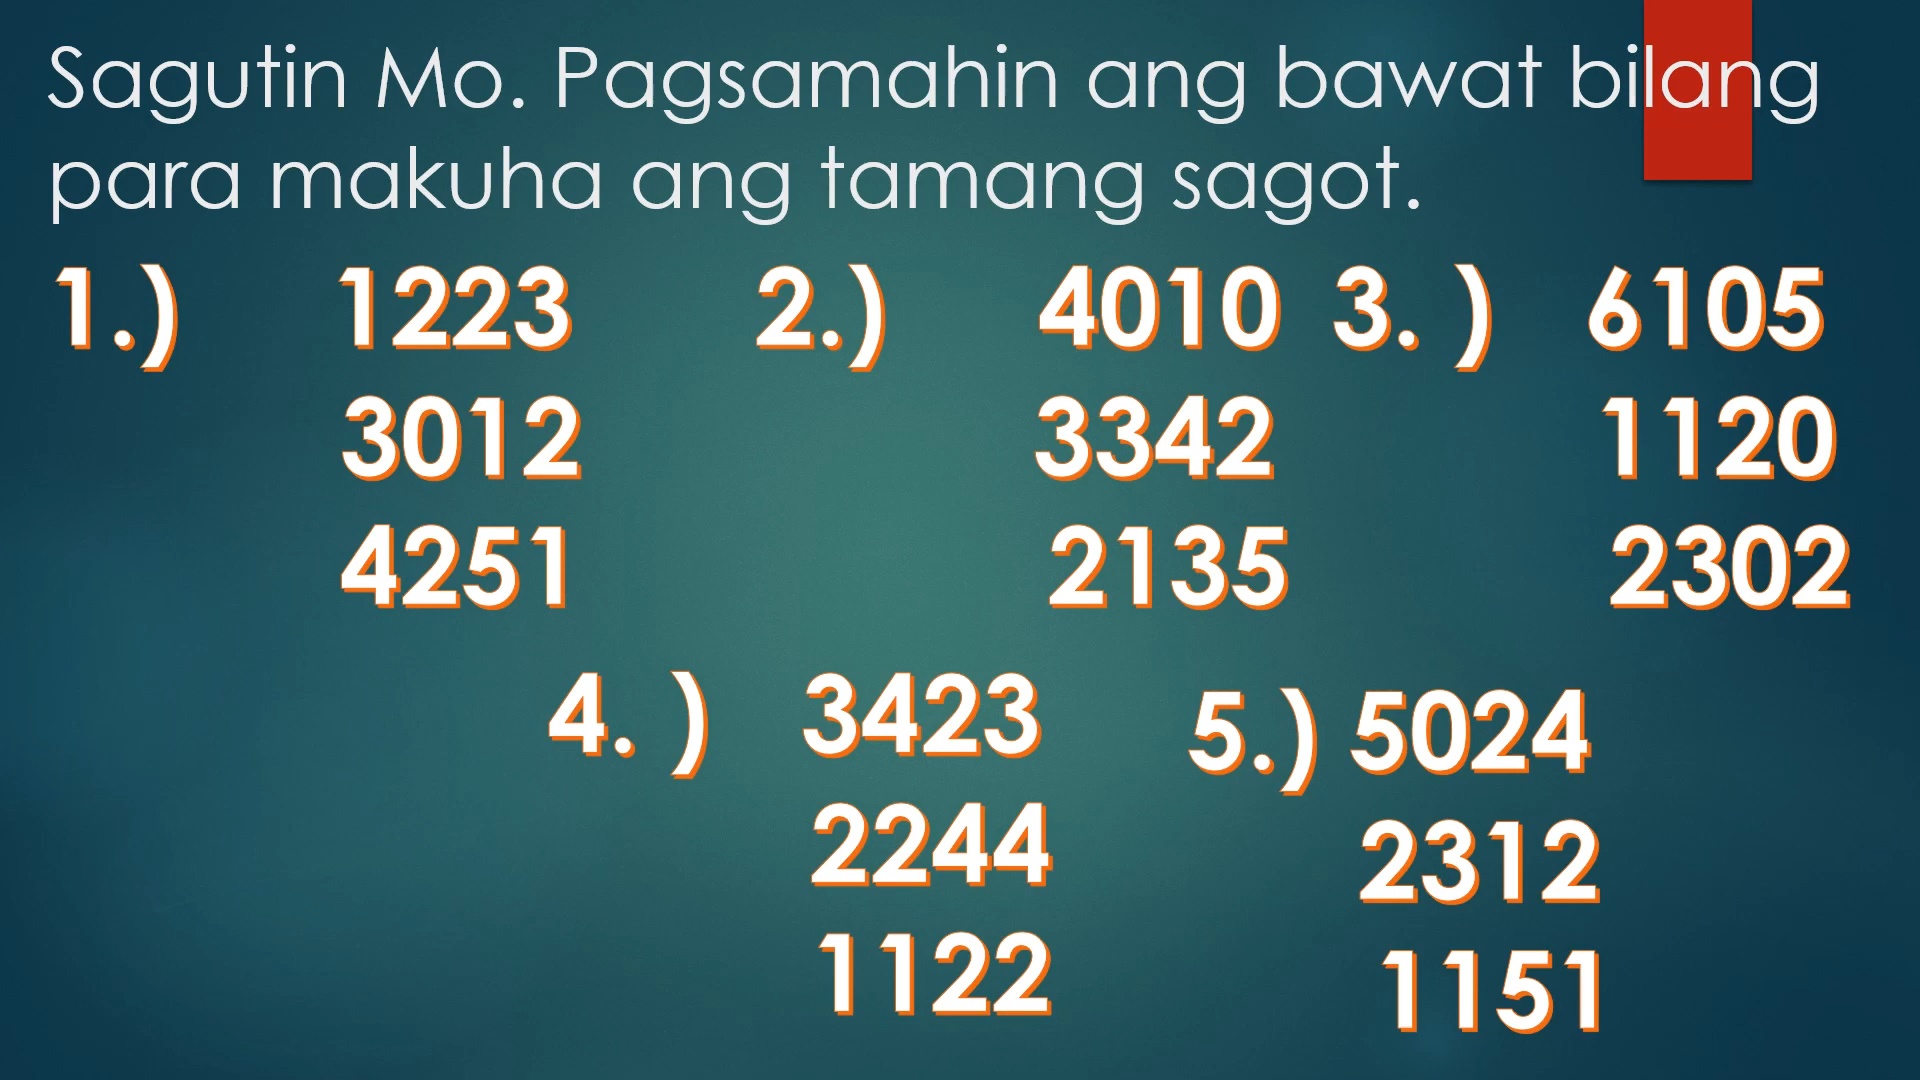 Sagutin Mo. Pagsamahin ang bawat bilang
para makuha ang tamang sagot.
1.) 1223 2.) 4010 3. ) 6105
3012 3342 1120
4251 2135 2302
4. ) 3423 5.) 5024
2244 2312
1122 1151